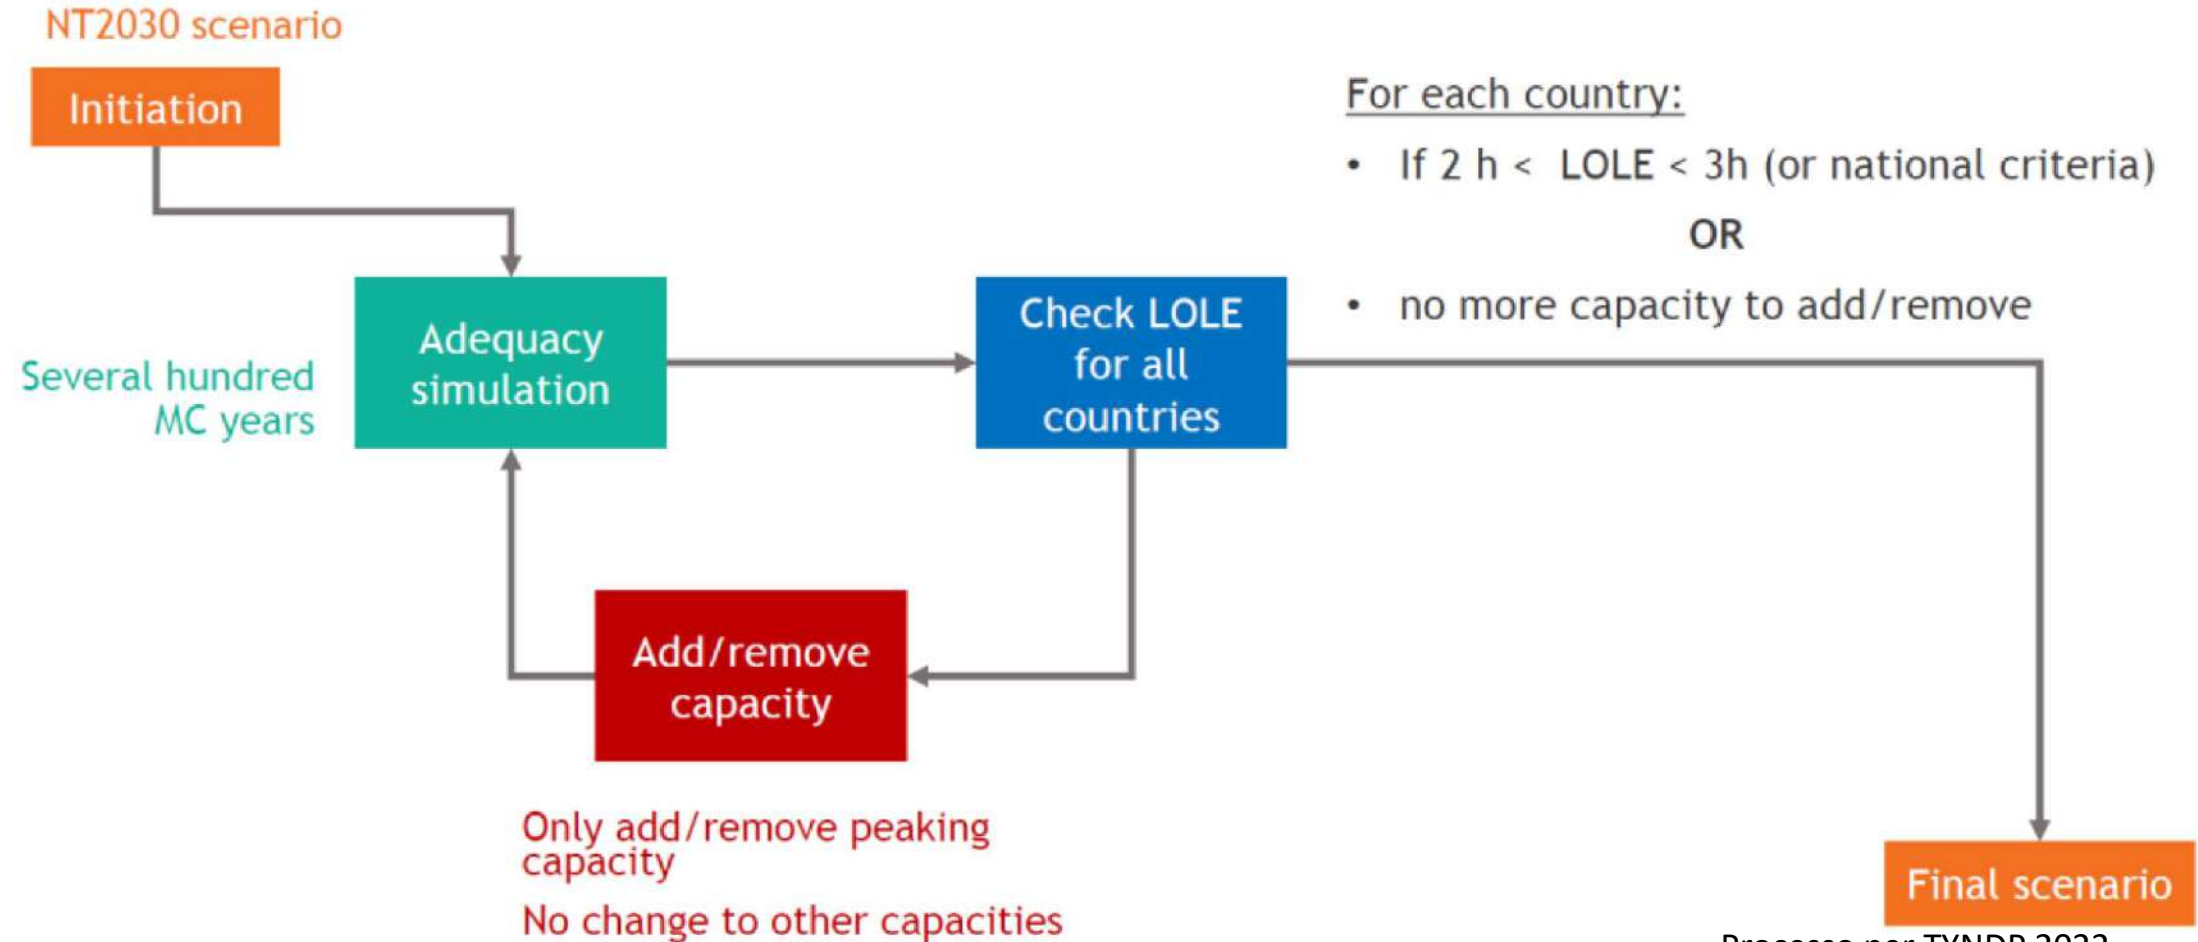 NT2030 scenario
Initiation
For each country:
• If 2 h < LOLE < 3h (or national criteria)
OR
• no more capacity to add/remove
Several hundred
MC years
Adequacy
simulation
Check LOLE
for all
countries
Add/remove
capacity
Only add/remove peaking
capacity
No change to other capacities
Final scenario
TYNDP 2022